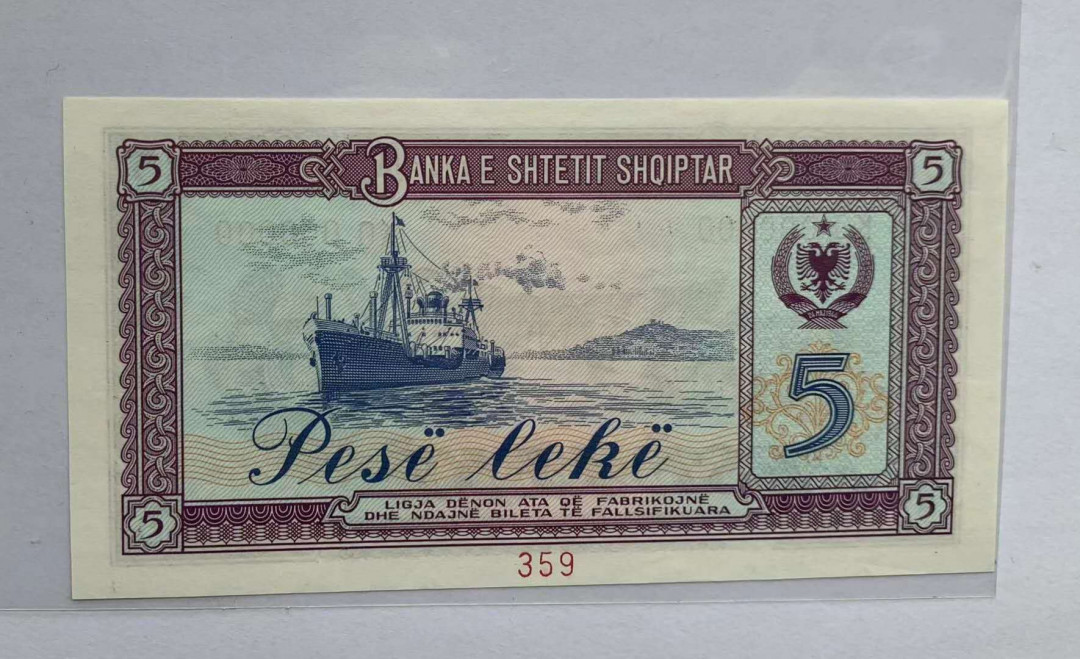 5 BANKA E SHTETIT SHQIPTAR 5
5
Pesë lekë
5 LIGJA DËNON ATA QË FABRIKOJNË 5
DHE NDAJNË BILETA TË FALLSIFIKUARA
359